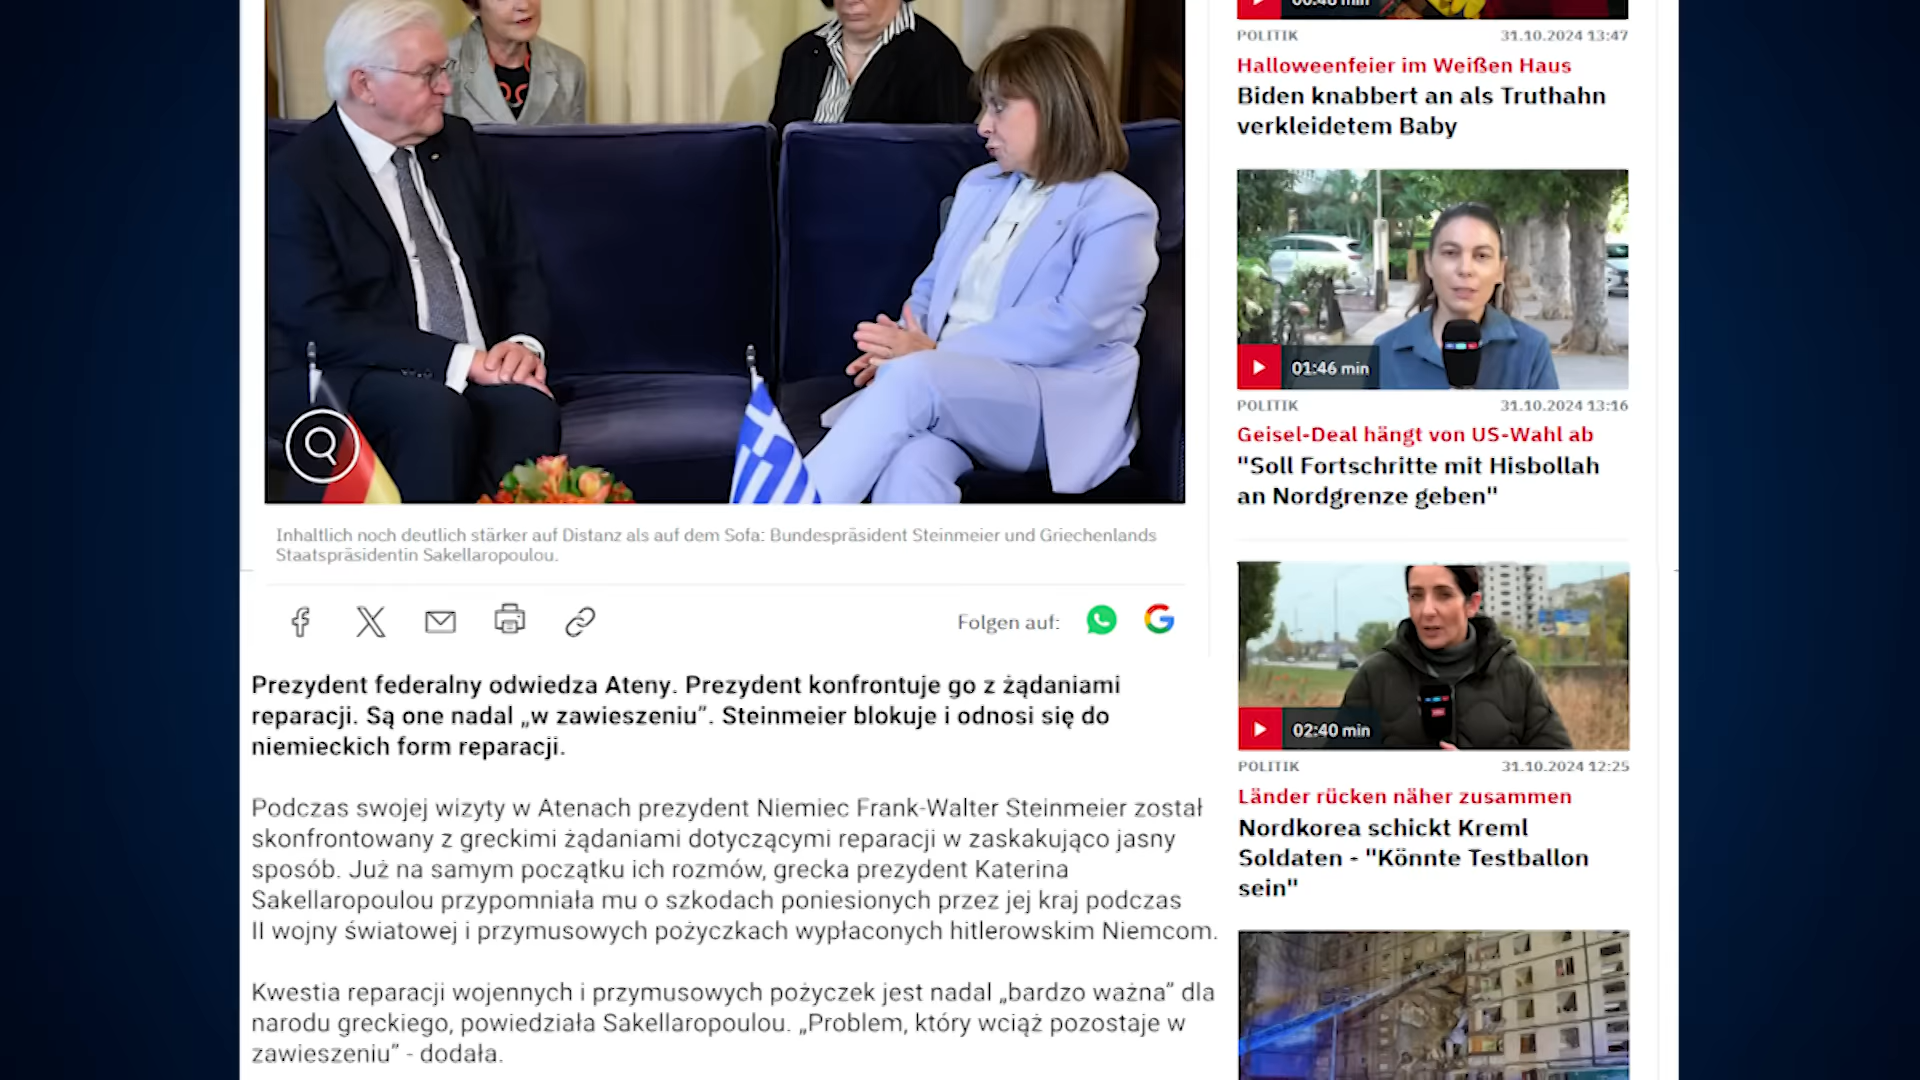 Inhaltlich noch deutlich stärker auf Distanz als auf dem Sofa: Bundespräsident Steinmeier und Griechenlands
Staatspräsidentin Sakellaropoulou.
Folgen auf:
Prezydent federalny odwiedza Ateny. Prezydent konfrontuje go z żądaniami
reparacji. Są one nadal „w zawieszeniu”. Steinmeier blokuje i odnosi się do
niemieckich form reparacji.
Podczas swojej wizyty w Atenach prezydent Niemiec Frank-Walter Steinmeier został
skonfrontowany z greckimi żądaniami dotyczącymi reparacji w zaskakująco jasny
sposób. Już na samym początku ich rozmów, grecka prezydent Katerina
Sakellaropoulou przypomniała mu o szkodach poniesionych przez jej kraj podczas
II wojny światowej i przymusowych pożyczkach wypłaconych hitlerowskim Niemcom.
Kwestia reparacji wojennych i przymusowych pożyczek jest nadal „bardzo ważna” dla
narodu greckiego, powiedziała Sakellaropoulou. „Problem, który wciąż pozostaje w
zawieszeniu” - dodała.
00:48 min
POLITIK 31.10.2024 13:47
Halloweenfeier im Weißen Haus
Biden knabbert an als Truthahn
verkleidetem Baby
01:46 min
POLITIK 31.10.2024 13:16
Geisel-Deal hängt von US-Wahl ab
"Soll Fortschritte mit Hisbollah
an Nordgrenze geben"
02:40 min
POLITIK 31.10.2024 12:25
Länder rücken näher zusammen
Nordkorea schickt Kreml
Soldaten - "Könnte Testballon
sein"